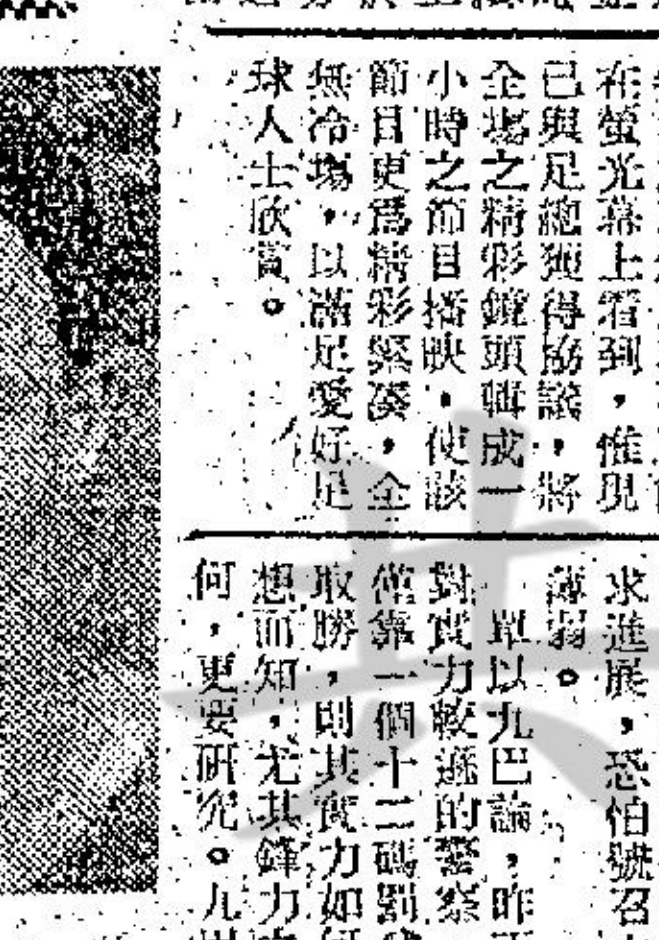 在螢光幕上看到，惟現
已與足總獲得協議，將
全塲之精彩鏡頭輯成一
小時之節目播映，使該
節目更爲精彩緊湊，全
無冷塲，以滿足愛好足
球人士欣賞。
求進展，恐怕號召
薄弱。
單以九巴論，昨
對實力較遜的警察
僅靠一個十二碼罰
取勝，則其實力如
想而知，尤其鋒力
何，更要研究。九
共